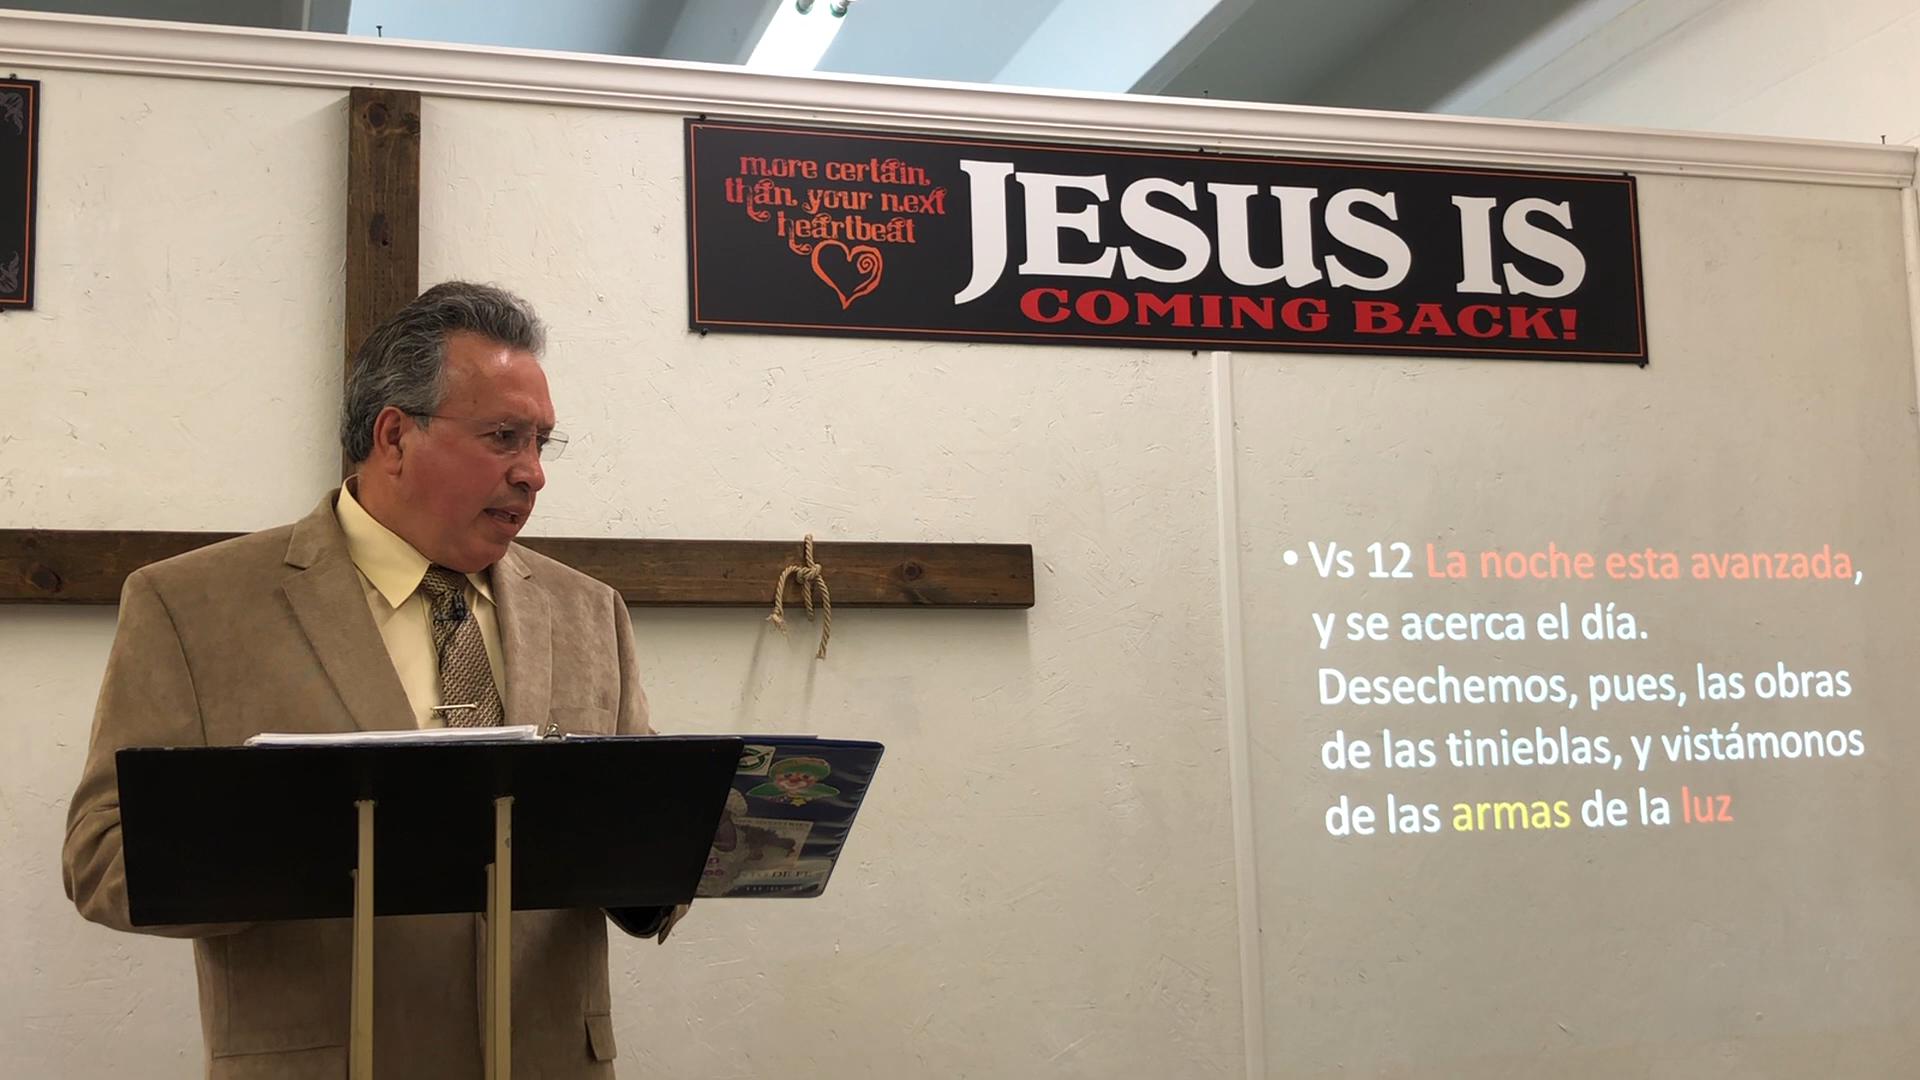 more certain
than your next
heartbeat
JESUS IS
COMING BACK!
• Vs 12 La noche esta avanzada,
y se acerca el día.
Desechemos, pues, las obras
de las tinieblas, y vistámonos
de las armas de la luz